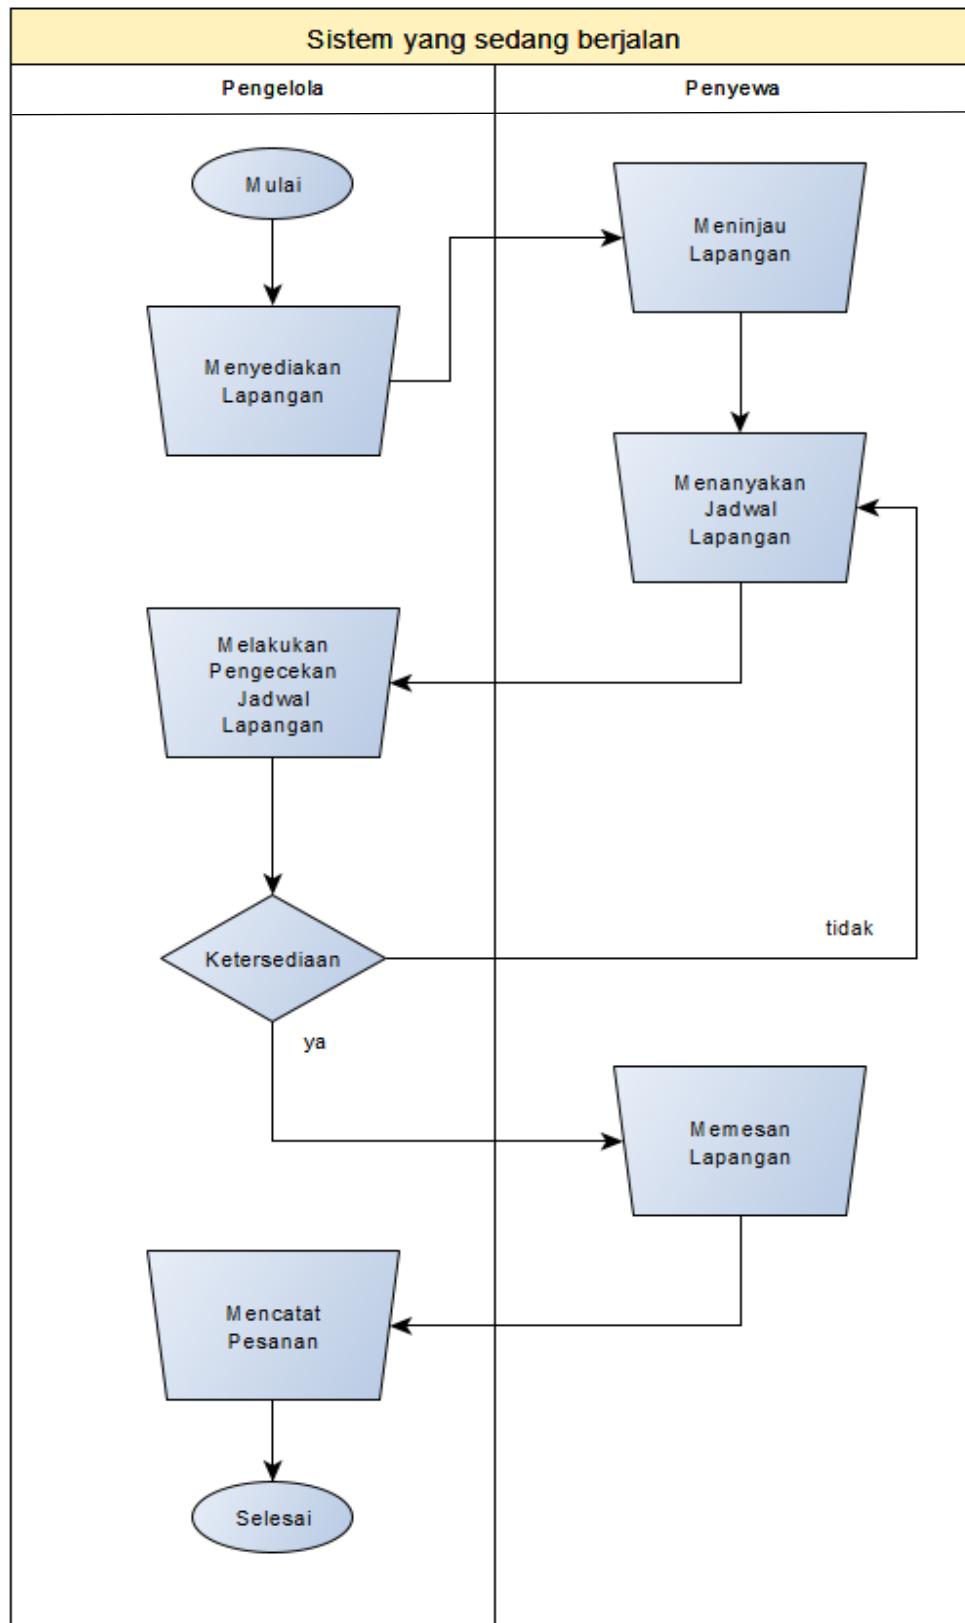 Sistem yang sedang berjalan
Pengelola
Penyewa
Mulai
Meninjau
Lapangan
Menyediakan
Lapangan
Menanyakan
Jadwal
Lapangan
Melakukan
Pengecekan
Jadwal
Lapangan
Ketersediaan
tidak
ya
Memesan
Lapangan
Mencatat
Pesanan
Selesai